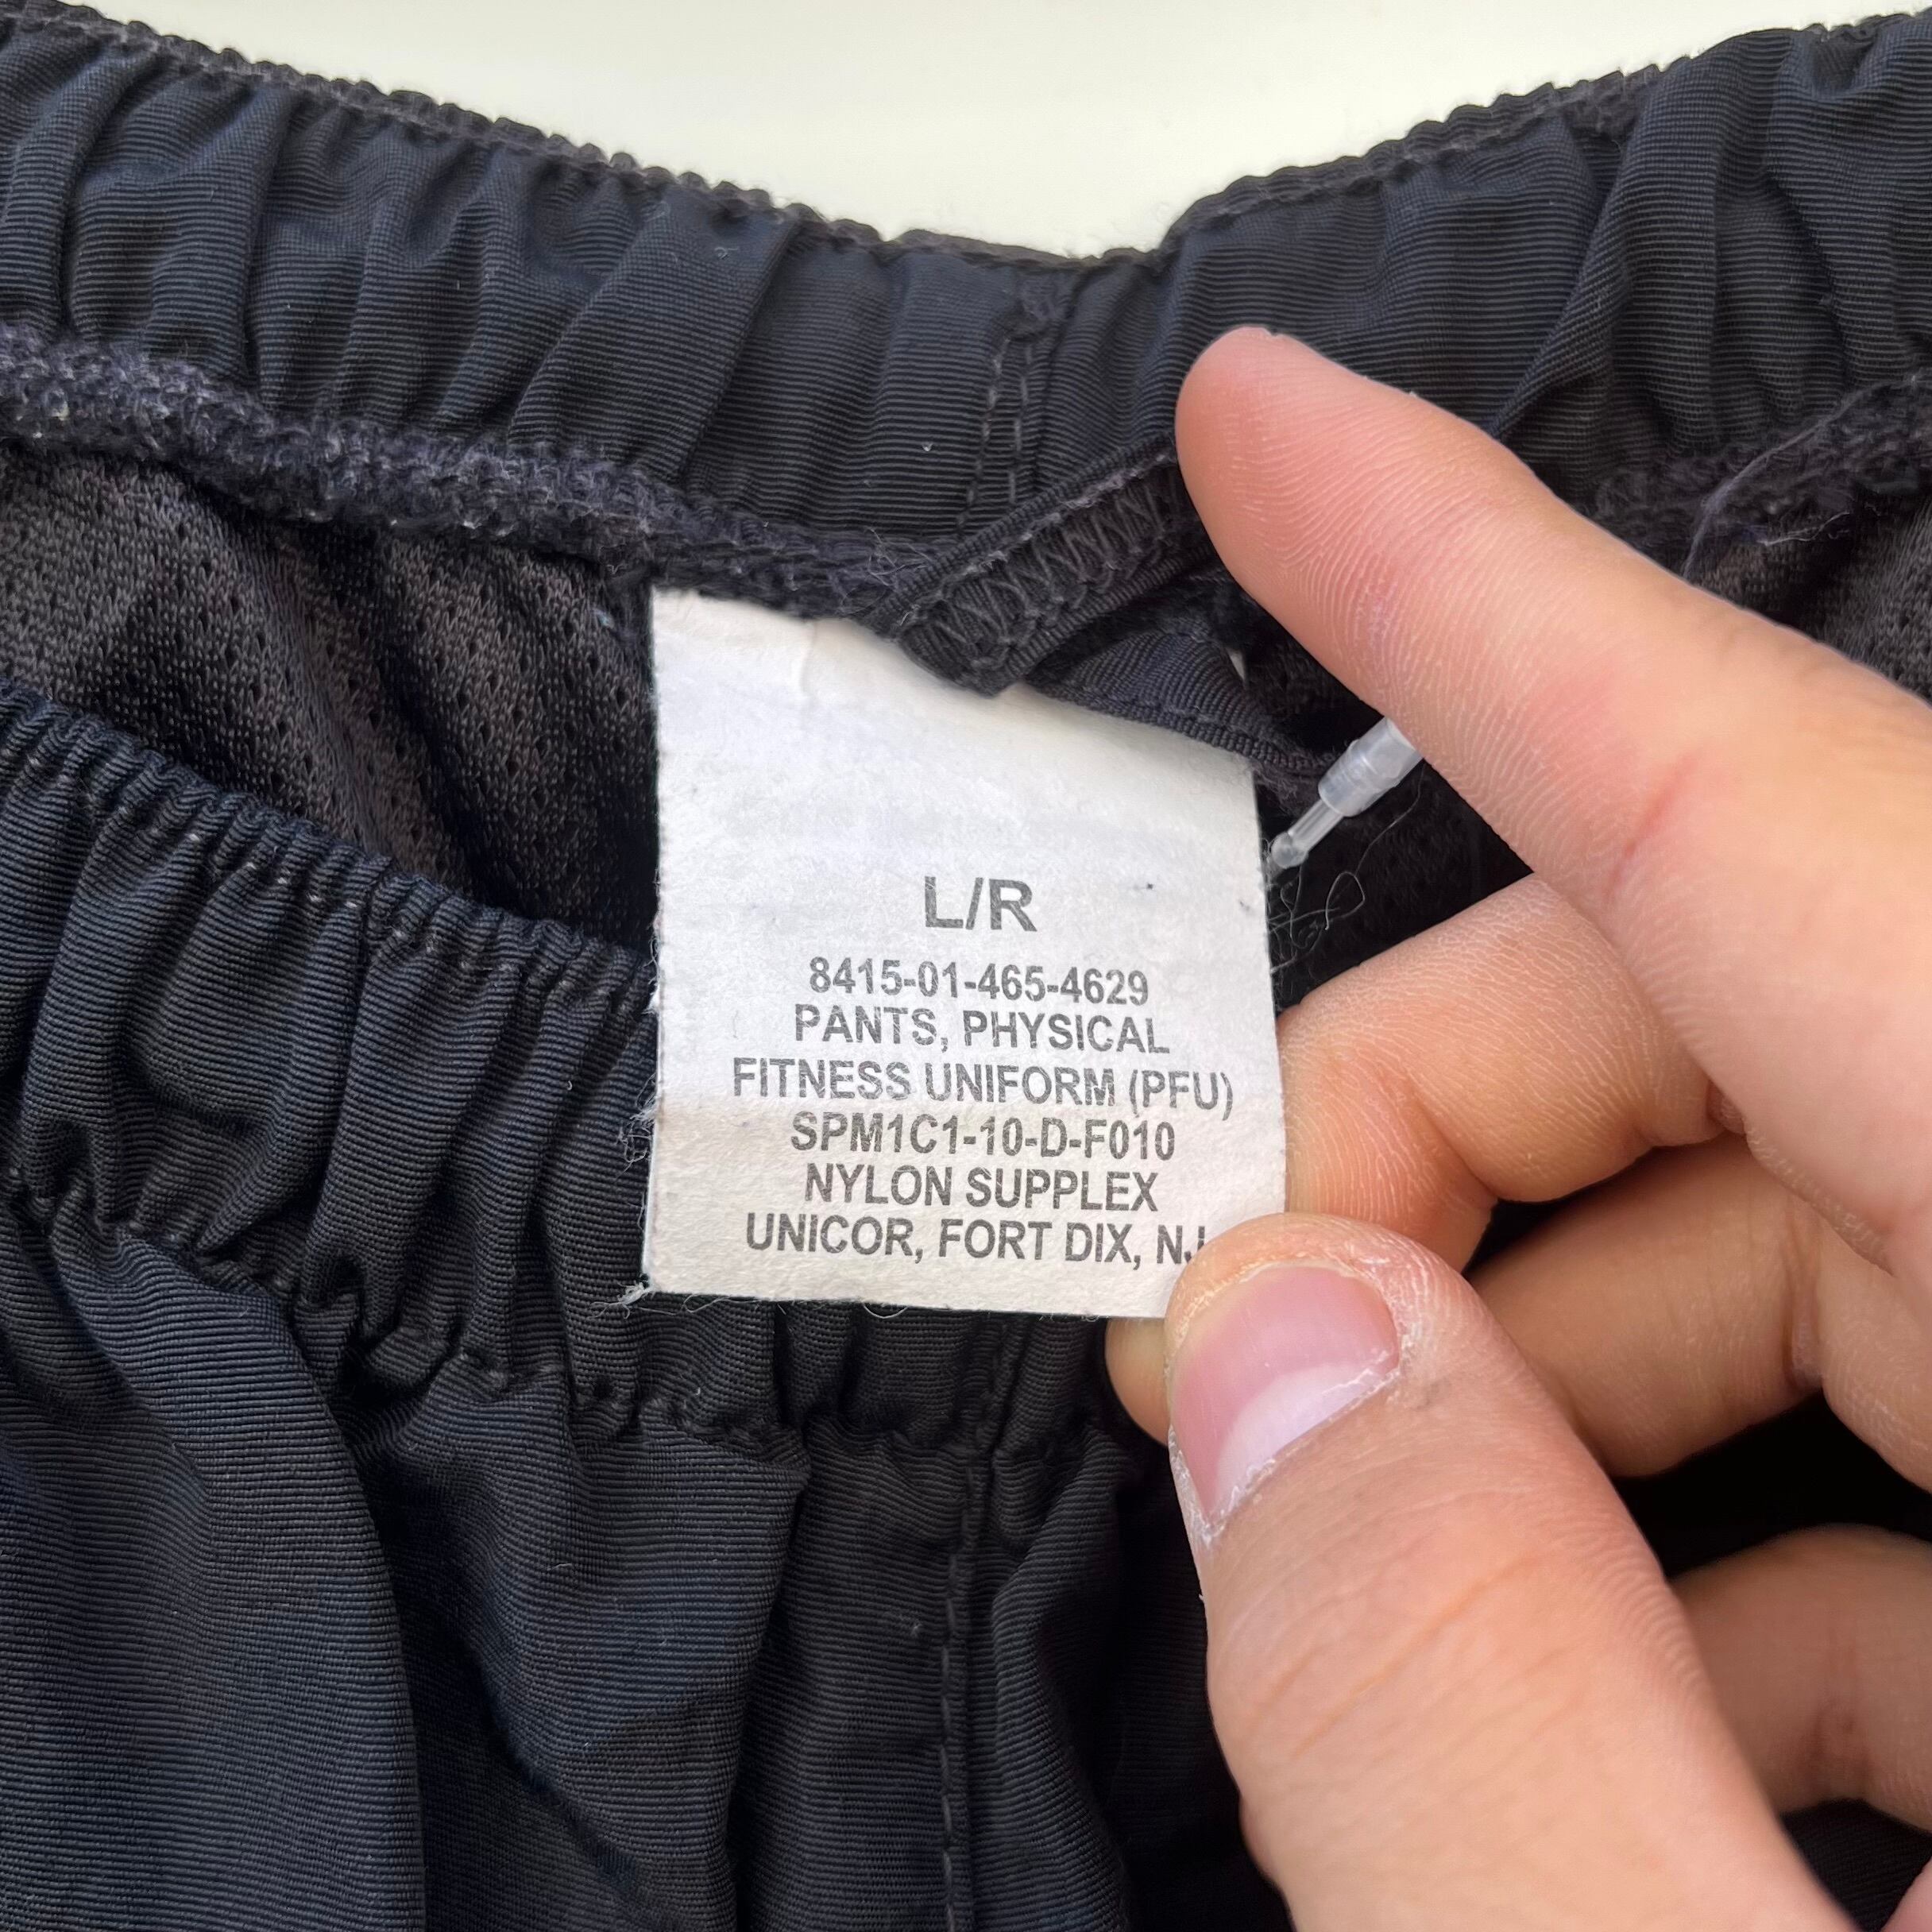 L/R
8415-01-465-4629
PANTS, PHYSICAL
FITNESS UNIFORM (PFU)
SPM1C1-10-D-F010
NYLON SUPPLEX
UNICOR, FORT DIX, NJ